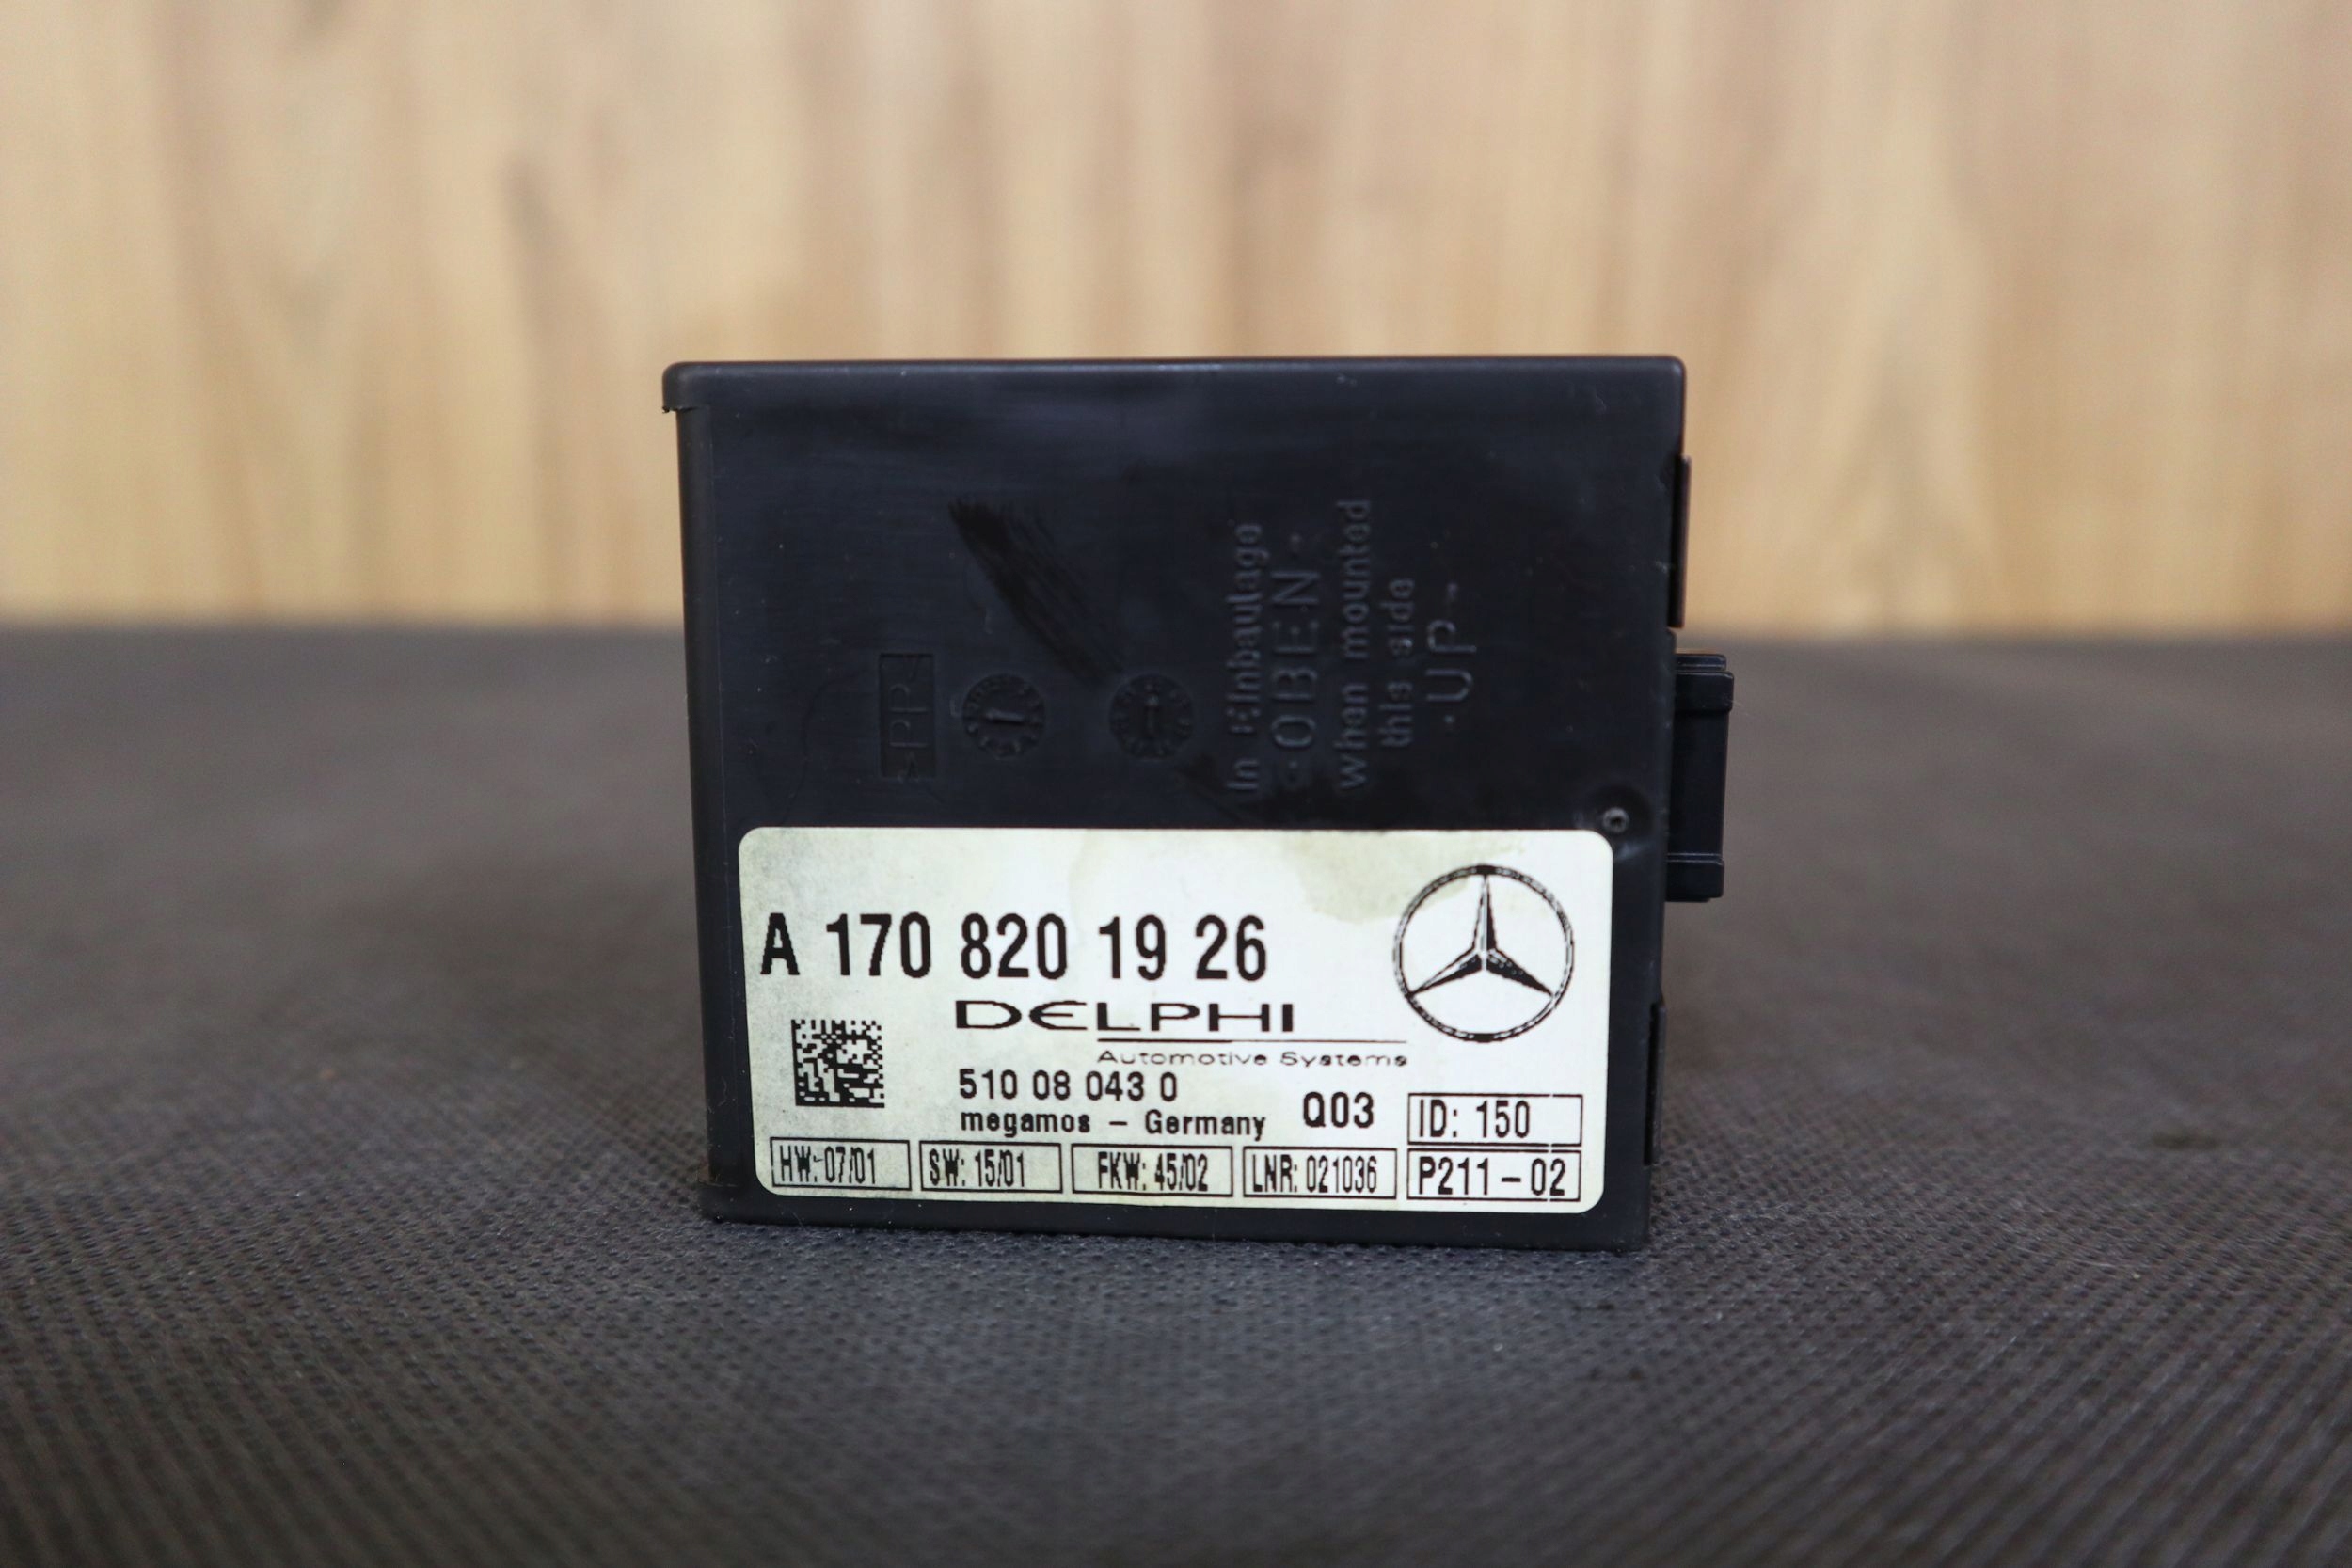 >PP<
In Einbaulage
-OBEN-
when mounted
this side
-UP-
A 170 820 19 26
DELPHI
Automotive Systems
510 08 043 0
megamos – Germany
Q03
ID: 150
HW: 07/01
SW: 15/01
FKW: 45/02
LNR: 021036
P211-02